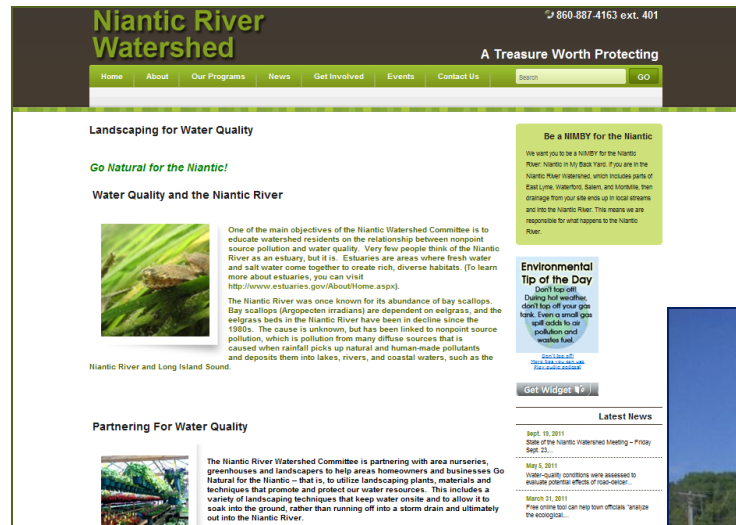 Niantic River
Watershed
860-887-4163 ext. 401
A Treasure Worth Protecting
Home About Our Programs News Get Involved Events Contact Us
Search GO
Landscaping for Water Quality
Go Natural for the Niantic!
Water Quality and the Niantic River
One of the main objectives of the Niantic Watershed Committee is to
educate watershed residents on the relationship between nonpoint
source pollution and water quality. Very few people think of the Niantic
River as an estuary, but it is. Estuaries are areas where fresh water
and salt water come together to create rich, diverse habitats. (To learn
more about estuaries, you can visit
http://www.estuaries.gov/About/Home.aspx).
The Niantic River was once known for its abundance of bay scallops.
Bay scallops (Argopecten irradians) are dependent on eelgrass, and the
eelgrass beds in the Niantic River have been in decline since the
1980s. The cause is unknown, but has been linked to nonpoint source
pollution, which is pollution from many diffuse sources that is
caused when rainfall picks up natural and human-made pollutants
and deposits them into lakes, rivers, and coastal waters, such as the
Niantic River and Long Island Sound.
Partnering For Water Quality
The Niantic River Watershed Committee is partnering with area nurseries,
greenhouses and landscapers to help areas homeowners and businesses Go
Natural for the Niantic – that is, to utilize landscaping plants, materials and
techniques that promote and protect our water resources. This includes a
variety of landscaping techniques that keep water onsite and to allow it to
soak into the ground, rather than running off into a storm drain and ultimately
out into the Niantic River.
Be a NIMBY for the Niantic
We want you to be a NIMBY for the Niantic
River: Niantic in My Back Yard. If you are in the
Niantic River Watershed, which includes parts of
East Lyme, Waterford, Salem, and Montville, then
drainage from your site ends up in local streams
and into the Niantic River. This means we are
responsible for what happens to the Niantic
River.
Environmental
Tip of the Day
Don't top off!
During hot weather,
don't top off your gas
tank. Even a small gas
spill adds to air
pollution and
wastes fuel.
Don't top off!
More tips you can use
Play audio podcast
Get Widget
Latest News
Sept. 19, 2011
State of the Niantic Watershed Meeting – Friday
Sept. 23,...
May 5, 2011
Water-quality conditions were assessed to
evaluate potential effects of road-deicer...
March 31, 2011
Free online tool can help town officials "analyze
the ecological,...